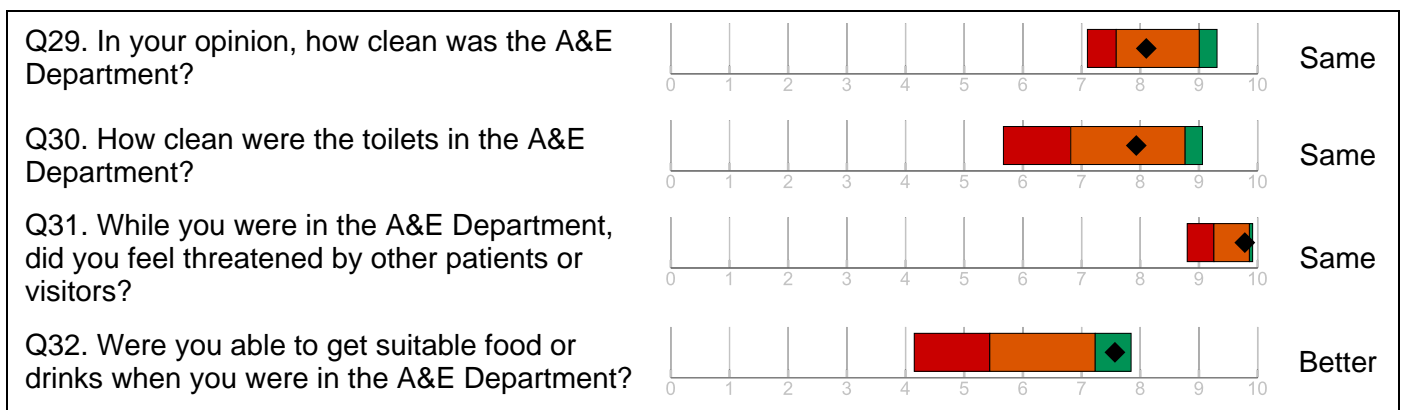 Q29. In your opinion, how clean was the A&E
Department?
Same
0 1 2 3 4 5 6 7 8 9 10
Q30. How clean were the toilets in the A&E
Department?
Same
0 1 2 3 4 5 6 7 8 9 10
Q31. While you were in the A&E Department,
did you feel threatened by other patients or
visitors?
Same
0 1 2 3 4 5 6 7 8 9 10
Q32. Were you able to get suitable food or
drinks when you were in the A&E Department?
Better
0 1 2 3 4 5 6 7 8 9 10